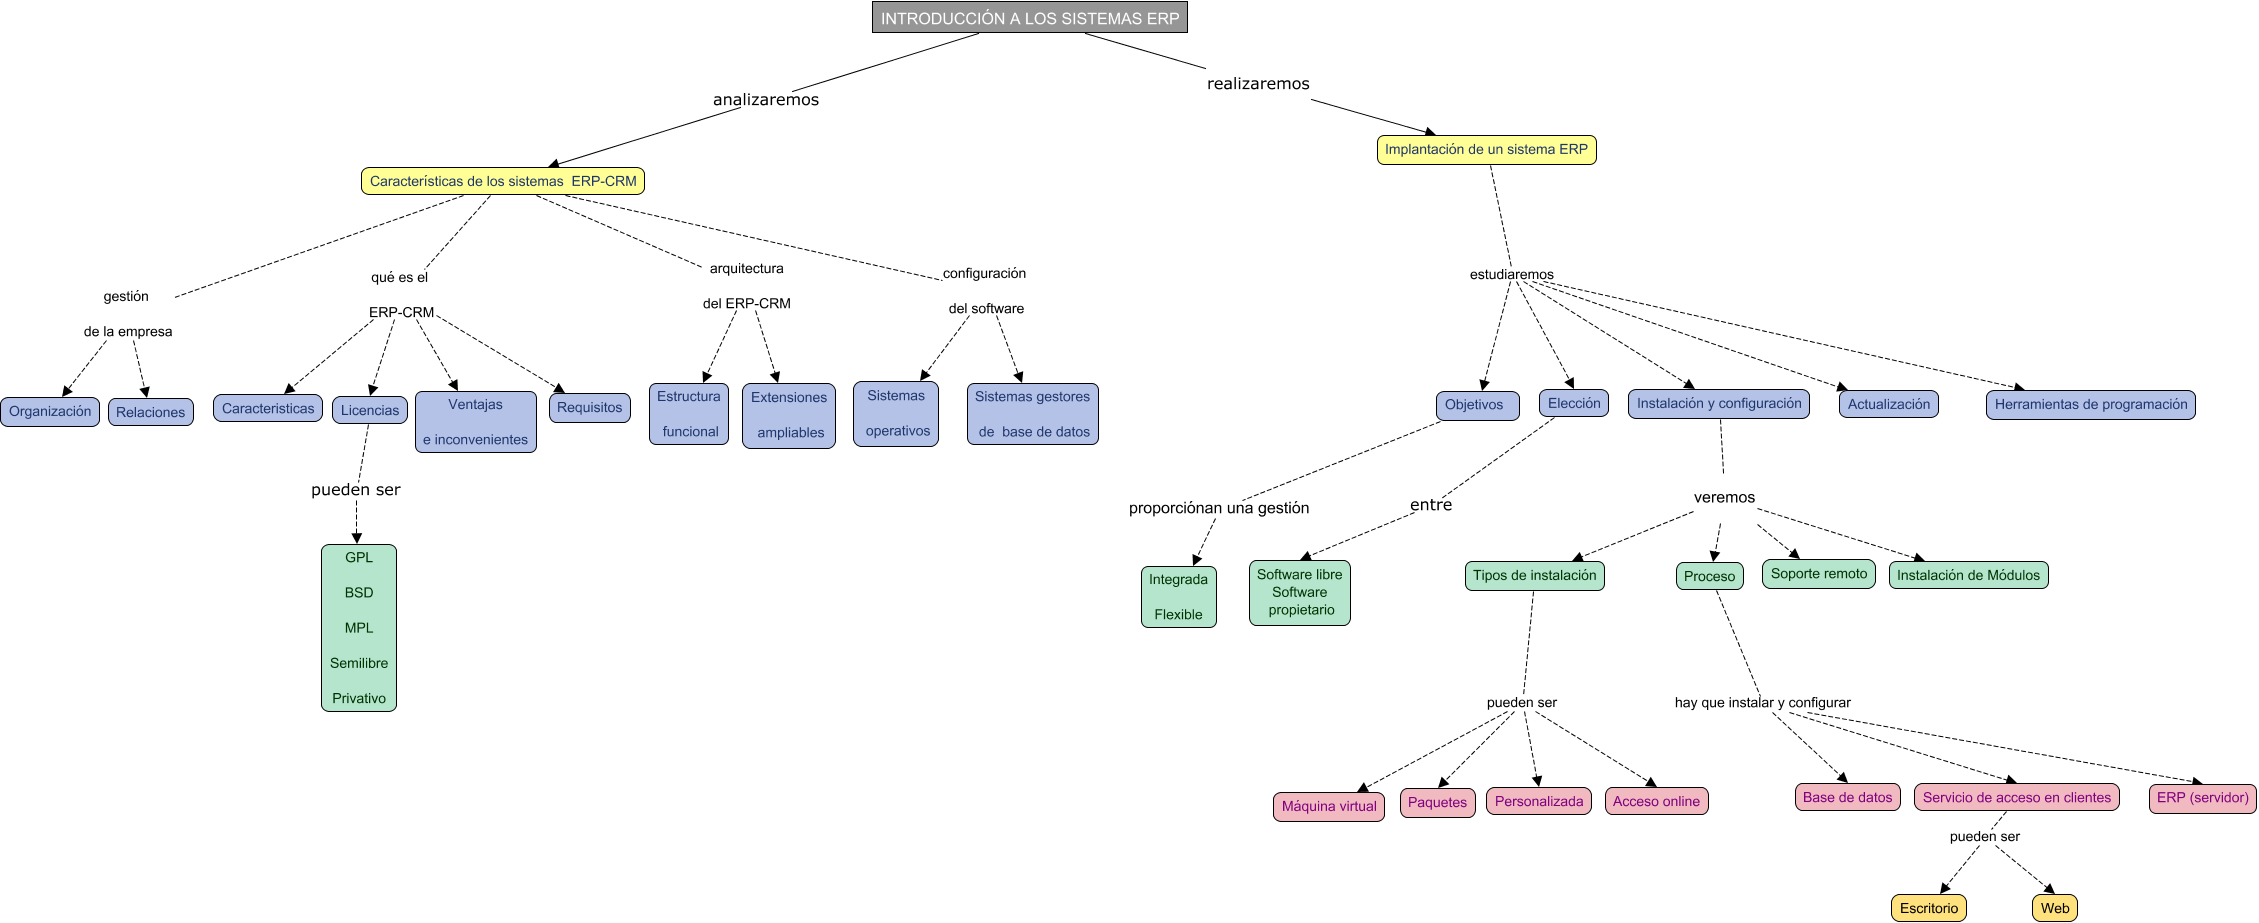 INTRODUCCIÓN A LOS SISTEMAS ERP
analizaremos
realizaremos
Características de los sistemas  ERP-CRM
Implantación de un sistema ERP
gestión
de la empresa
qué es el
ERP-CRM
arquitectura
del ERP-CRM
configuración
del software
estudiaremos
Organización
Relaciones
Caracteristicas
Licencias
Ventajas
e inconvenientes
Requisitos
Estructura
funcional
Extensiones
ampliables
Sistemas
operativos
Sistemas gestores
de  base de datos
Objetivos
Elección
Instalación y configuración
Actualización
Herramientas de programación
pueden ser
proporciónan una gestión
entre
veremos
GPL
BSD
MPL
Semilibre
Privativo
Integrada
Flexible
Software libre
Software
propietario
Tipos de instalación
Proceso
Soporte remoto
Instalación de Módulos
pueden ser
hay que instalar y configurar
Máquina virtual
Paquetes
Personalizada
Acceso online
Base de datos
Servicio de acceso en clientes
ERP (servidor)
pueden ser
Escritorio
Web